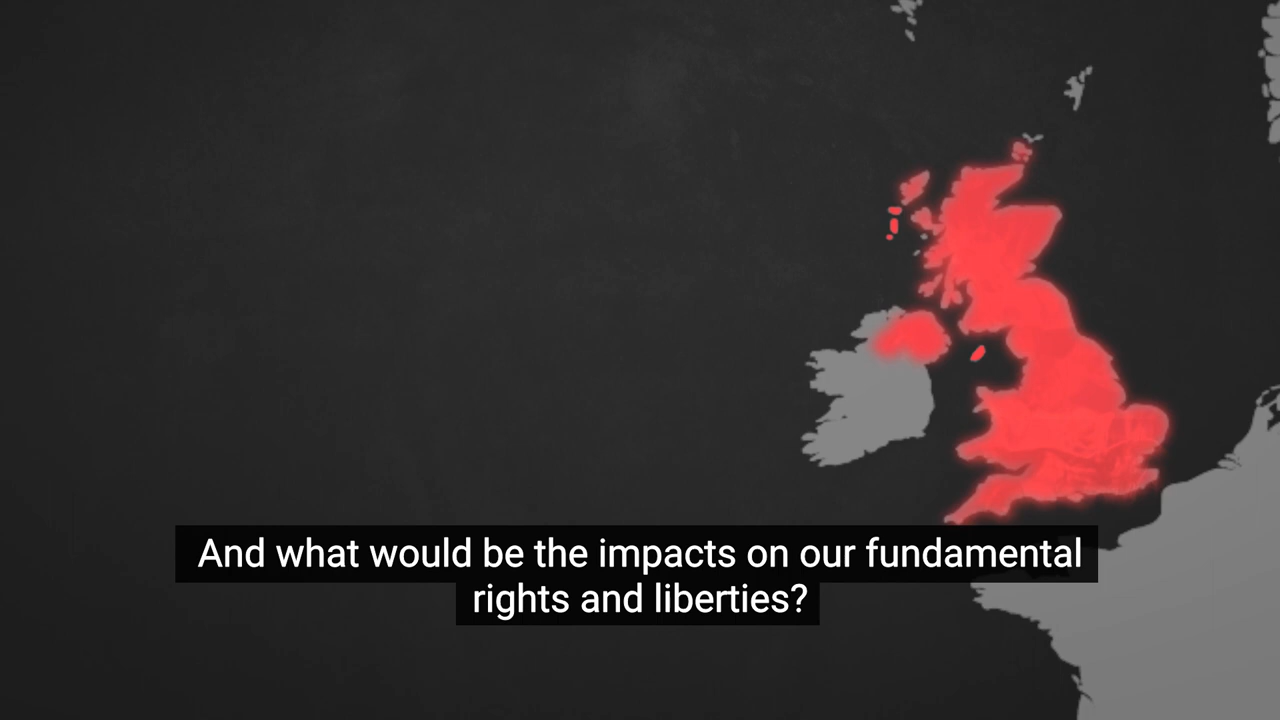 And what would be the impacts on our fundamental
rights and liberties?